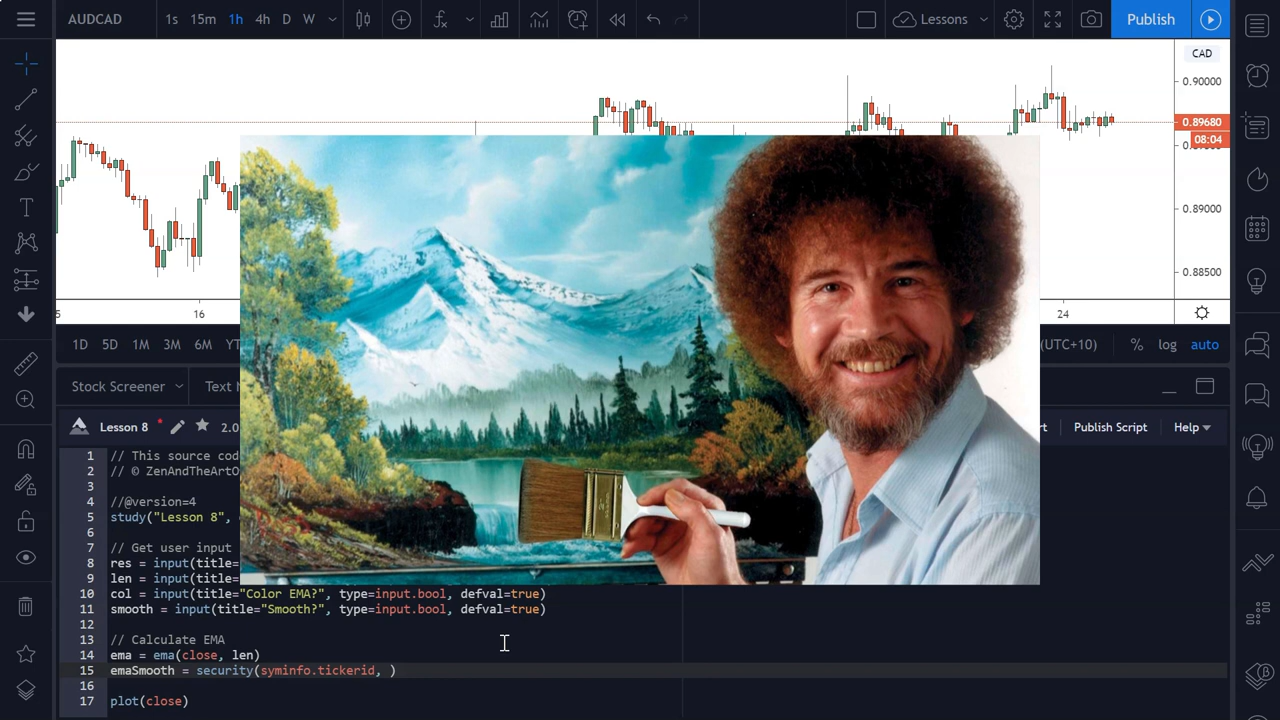 AUDCAD 1s 15m 1h 4h D W Lessons Publish
CAD
0.90000
0.89680
08:04
0.89000
0.88500
16 24
1D 5D 1M 3M 6M (UTC+10) % log auto
Stock Screener Text
Lesson 8 2.0 Publish Script Help
1 // This source cod
2 // © ZenAndTheArtO
3
4 //@version=4
5 study("Lesson 8",
6
7 // Get user input
8 res = input(title=
9 len = input(title=
10 col = input(title="Color EMA?", type=input.bool, defval=true)
11 smooth = input(title="Smooth?", type=input.bool, defval=true)
12
13 // Calculate EMA
14 ema = ema(close, len)
15 emaSmooth = security(syminfo.tickerid, )
16
17 plot(close)